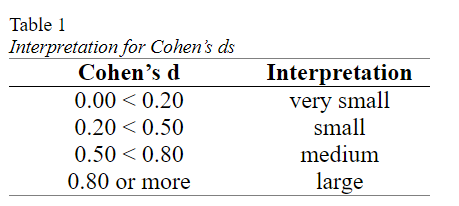 Table 1
Interpretation for Cohen's ds
Cohen's d Interpretation
0.00 < 0.20 very small
0.20 < 0.50 small
0.50 < 0.80 medium
0.80 or more large